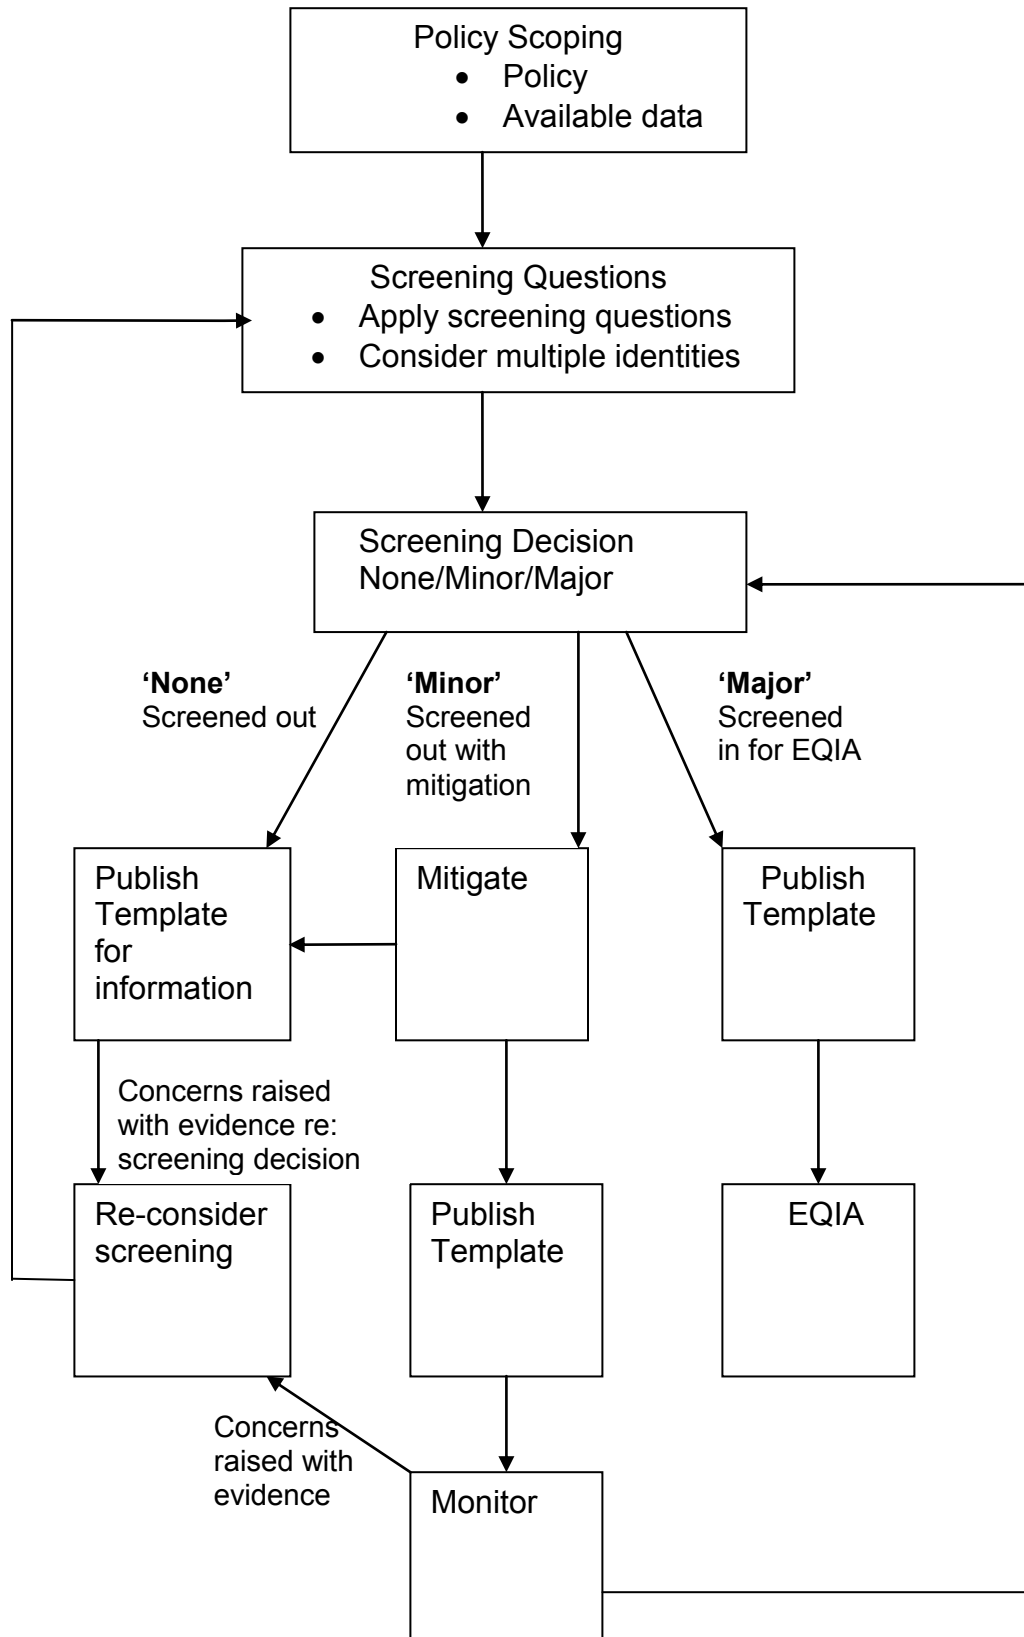 Policy Scoping
• Policy
• Available data
Screening Questions
• Apply screening questions
• Consider multiple identities
Screening Decision
None/Minor/Major
‘None’
Screened out
‘Minor’
Screened
out with
mitigation
‘Major’
Screened
in for EQIA
Publish
Template
for
information
Mitigate
Publish
Template
Concerns raised
with evidence re:
screening decision
Re-consider
screening
Publish
Template
EQIA
Concerns
raised with
evidence
Monitor